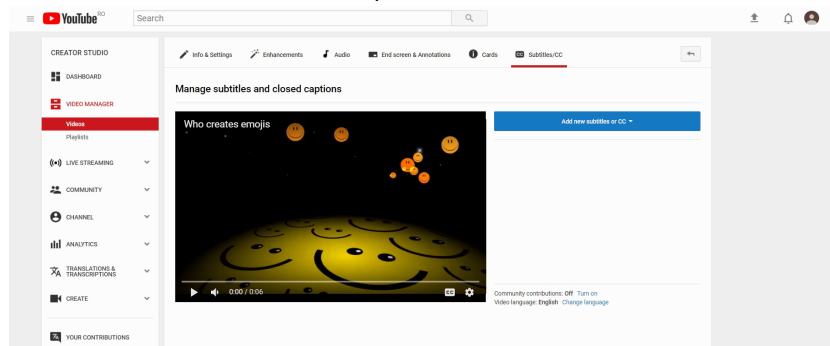 YouTube RO
Search
CREATOR STUDIO
DASHBOARD
VIDEO MANAGER
Videos
Playlists
LIVE STREAMING
COMMUNITY
CHANNEL
ANALYTICS
TRANSLATIONS &
TRANSCRIPTIONS
CREATE
YOUR CONTRIBUTIONS
Info & Settings
Enhancements
Audio
End screen & Annotations
Cards
CC Subtitles/CC
Manage subtitles and closed captions
Who creates emojis
0:00 / 0:06
CC
Add new subtitles or CC
Community contributions: Off Turn on
Video language: English Change language